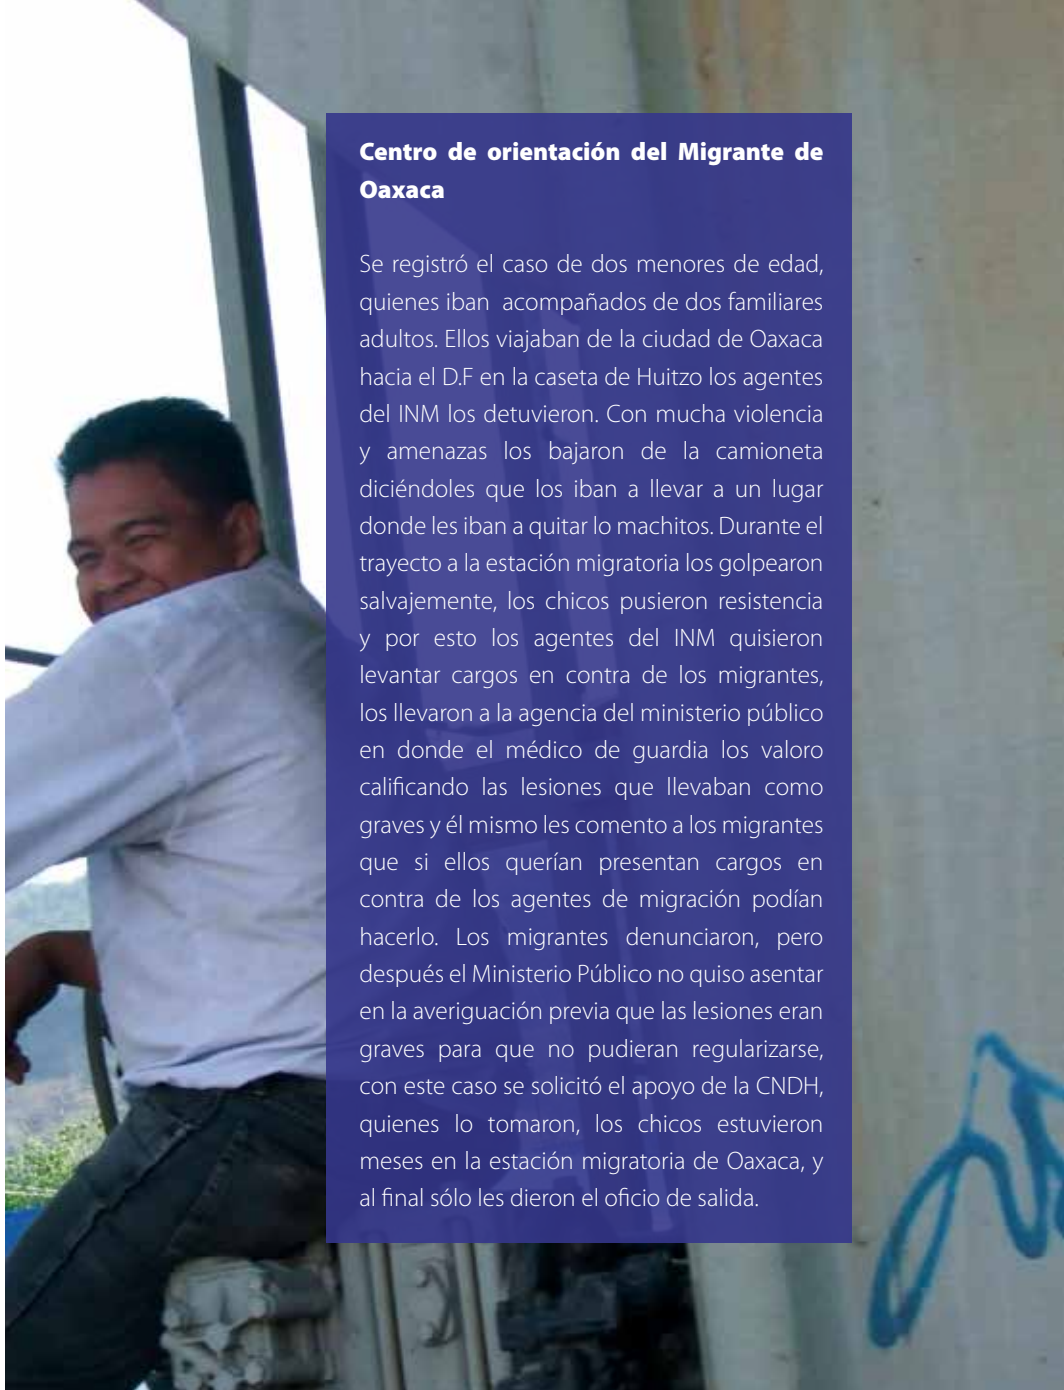 Centro de orientación del Migrante de
Oaxaca
Se registró el caso de dos menores de edad,
quienes iban acompañados de dos familiares
adultos. Ellos viajaban de la ciudad de Oaxaca
hacia el D.F en la caseta de Huitzo los agentes
del INM los detuvieron. Con mucha violencia
y amenazas los bajaron de la camioneta
diciéndoles que los iban a llevar a un lugar
donde les iban a quitar lo machitos. Durante el
trayecto a la estación migratoria los golpearon
salvajemente, los chicos pusieron resistencia
y por esto los agentes del INM quisieron
levantar cargos en contra de los migrantes,
los llevaron a la agencia del ministerio público
en donde el médico de guardia los valoro
calificando las lesiones que llevaban como
graves y él mismo les comento a los migrantes
que si ellos querían presentan cargos en
contra de los agentes de migración podían
hacerlo. Los migrantes denunciaron, pero
después el Ministerio Público no quiso asentar
en la averiguación previa que las lesiones eran
graves para que no pudieran regularizarse,
con este caso se solicitó el apoyo de la CNDH,
quienes lo tomaron, los chicos estuvieron
meses en la estación migratoria de Oaxaca, y
al final sólo les dieron el oficio de salida.